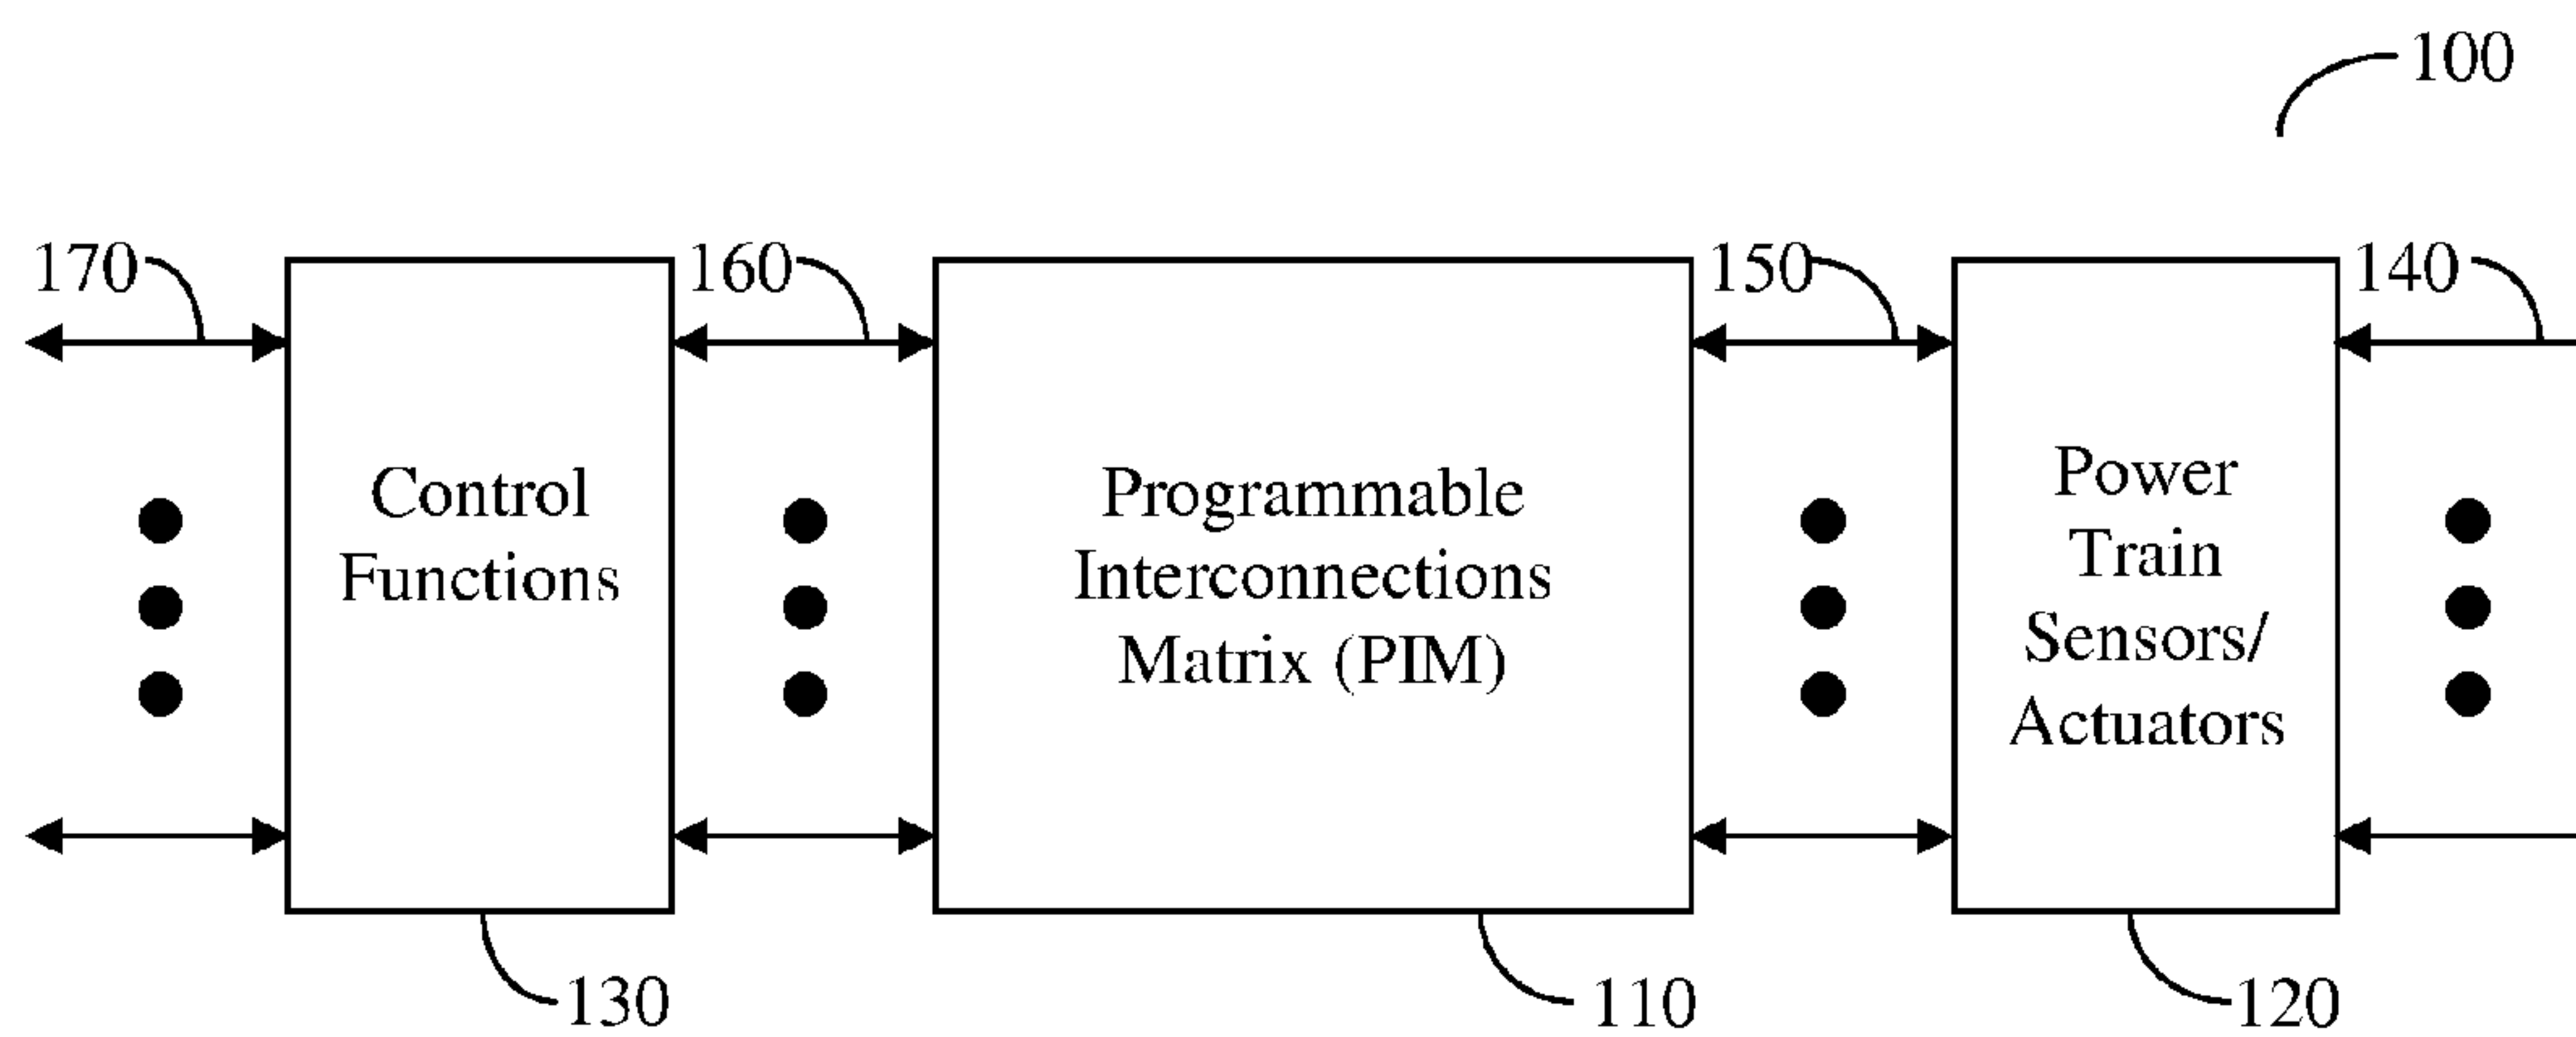 100
170
160
150
140
Control
Functions
Programmable
Interconnections
Matrix (PIM)
Power
Train
Sensors/
Actuators
130
110
120